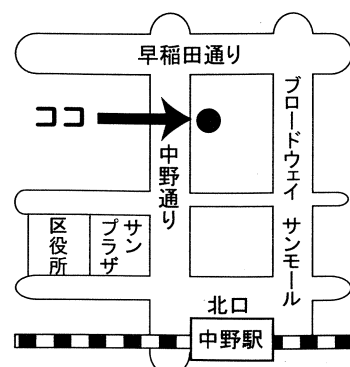 早稲田通り
ココ
ブロードウェイ
中野通り
サンモール
サン
プラザ
区役所
北口
中野駅